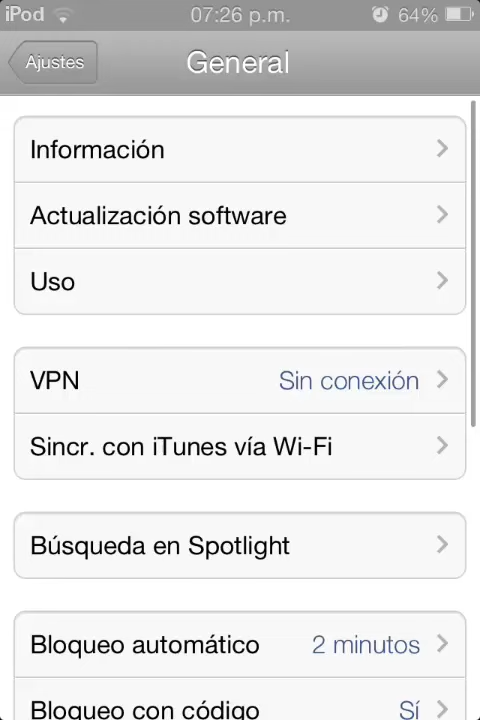 iPod 07:26 p.m. 64%
Ajustes General
Información
Actualización software
Uso
VPN Sin conexión
Sincr. con iTunes vía Wi-Fi
Búsqueda en Spotlight
Bloqueo automático 2 minutos
Bloqueo con código Sí